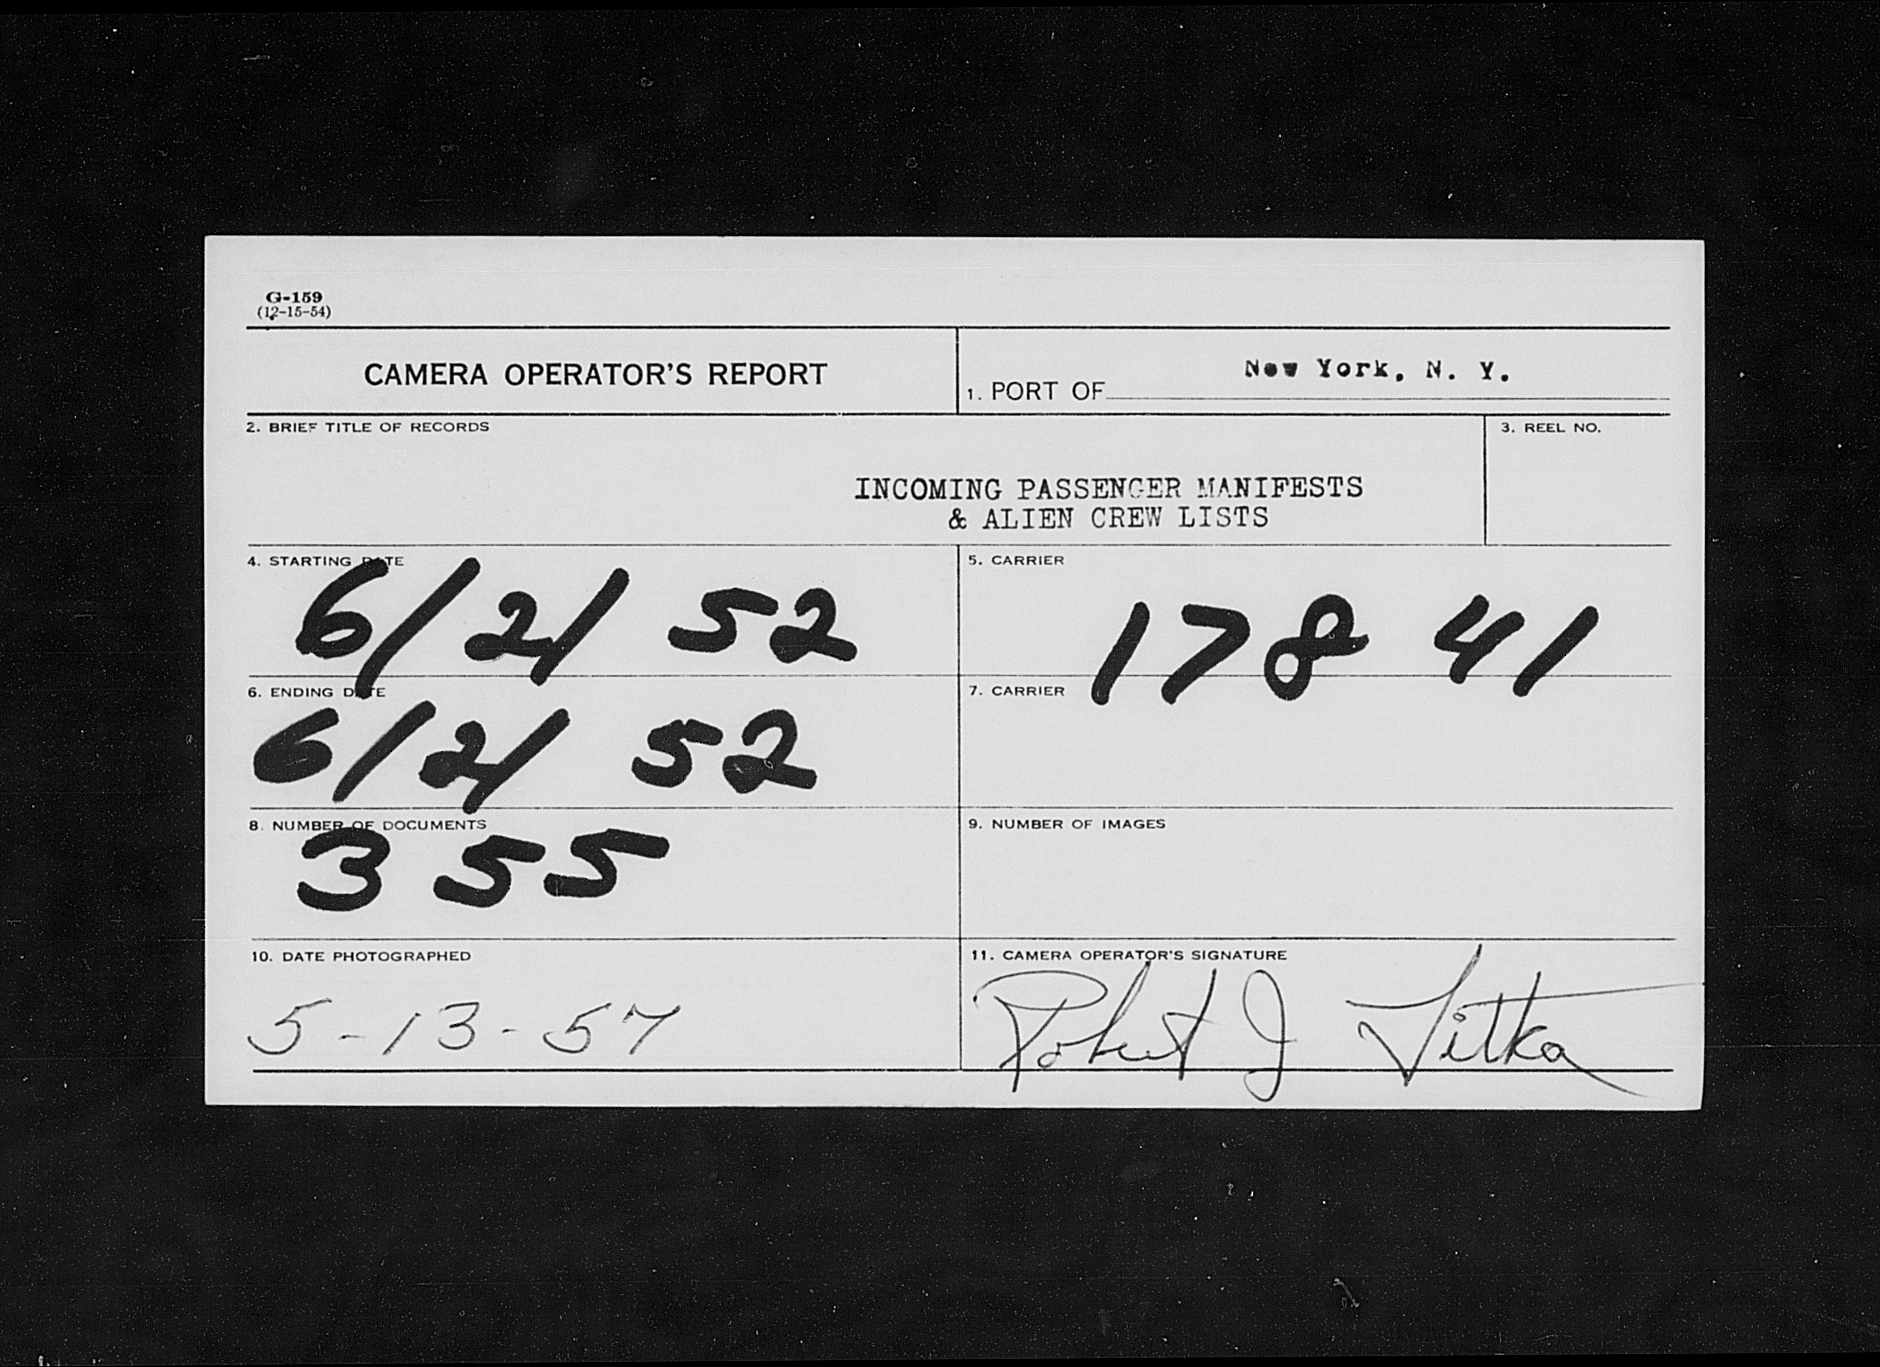 G-159
(12-15-54)
CAMERA OPERATOR'S REPORT
1. PORT OF New York, N. Y.
2. BRIEF TITLE OF RECORDS
3. REEL NO.
INCOMING PASSENGER MANIFESTS
& ALIEN CREW LISTS
4. STARTING DATE
6/2/ 52
5. CARRIER
178 41
6. ENDING DATE
6/2/ 52
7. CARRIER
8. NUMBER OF DOCUMENTS
355
9. NUMBER OF IMAGES
10. DATE PHOTOGRAPHED
5-13-57
11. CAMERA OPERATOR'S SIGNATURE
Robert J